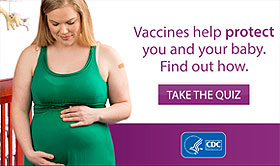 Vaccines help protect
you and your baby.
Find out how.
TAKE THE QUIZ
CDC